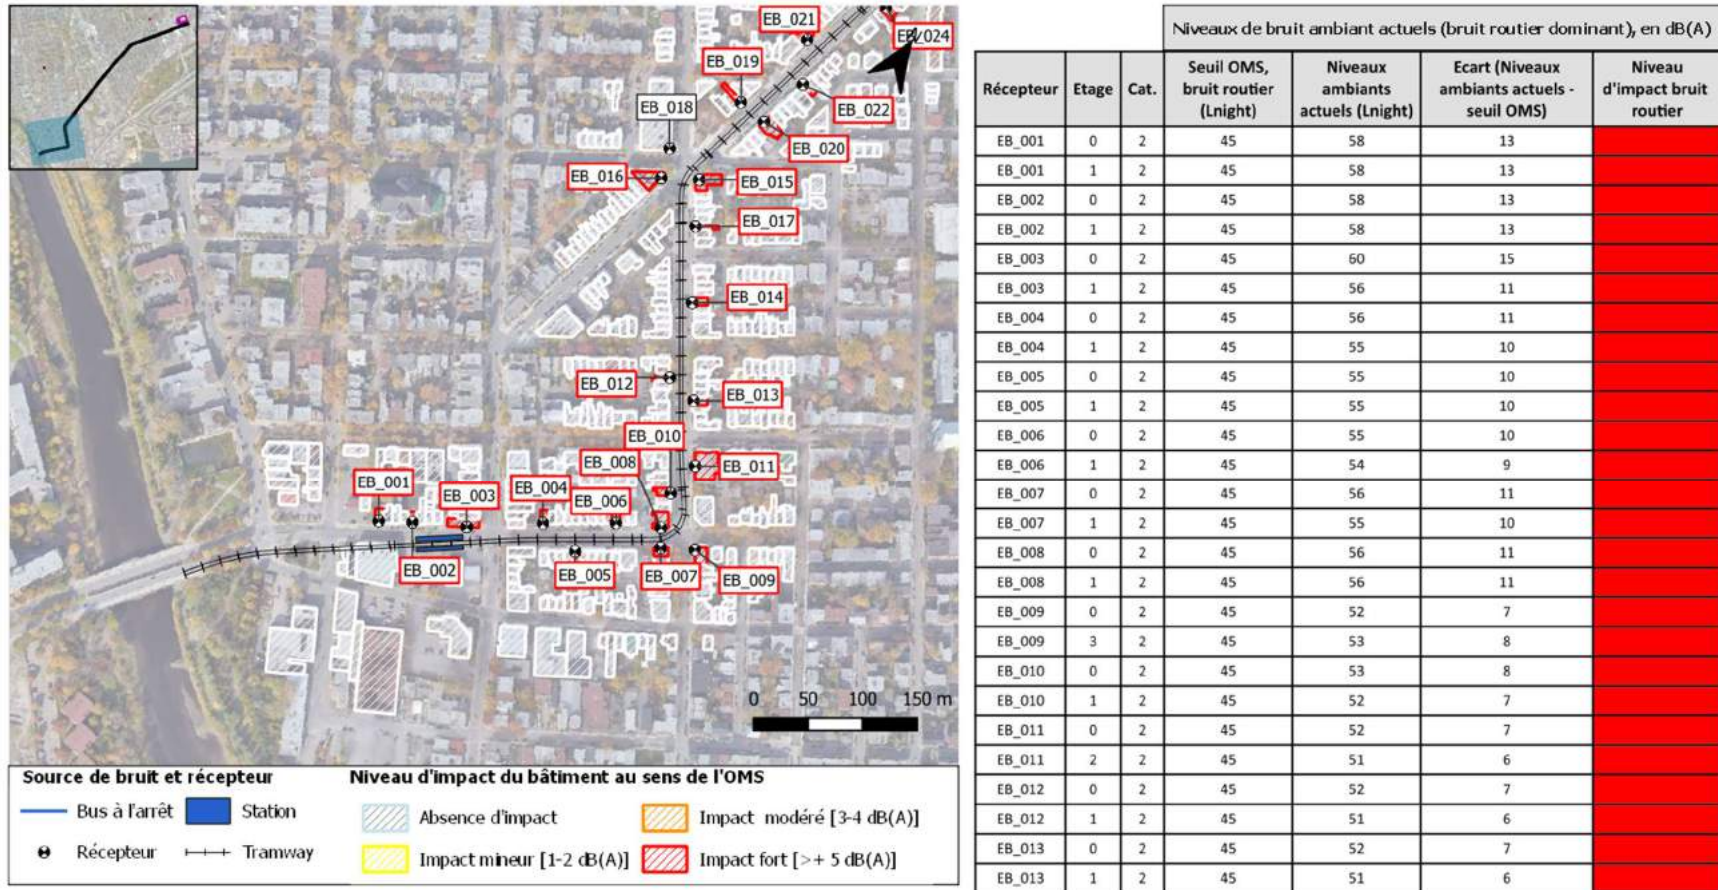 EB_021
EB_024
EB_019
EB_018
EB_022
EB_020
EB_016
EB_015
EB_017
EB_014
EB_012
EB_013
EB_010
EB_008
EB_011
EB_001
EB_003
EB_004
EB_006
EB_002
EB_005
EB_007
EB_009
0 50 100 150 m
Source de bruit et récepteur
Bus à l'arrêt
Station
Récepteur
Tramway
Niveau d'impact du bâtiment au sens de l'OMS
Absence d'impact
Impact modéré [3-4 dB(A)]
Impact mineur [1-2 dB(A)]
Impact fort [>+ 5 dB(A)]
Niveaux de bruit ambiant actuels (bruit routier dominant), en dB(A)
Récepteur
Etage
Cat.
Seuil OMS,
bruit routier
(Lnight)
Niveaux
ambiants
actuels (Lnight)
Ecart (Niveaux
ambiants actuels -
seuil OMS)
Niveau
d'impact bruit
routier
EB_001 0 2 45 58 13
EB_001 1 2 45 58 13
EB_002 0 2 45 58 13
EB_002 1 2 45 58 13
EB_003 0 2 45 60 15
EB_003 1 2 45 56 11
EB_004 0 2 45 56 11
EB_004 1 2 45 55 10
EB_005 0 2 45 55 10
EB_005 1 2 45 55 10
EB_006 0 2 45 55 10
EB_006 1 2 45 54 9
EB_007 0 2 45 56 11
EB_007 1 2 45 55 10
EB_008 0 2 45 56 11
EB_008 1 2 45 56 11
EB_009 0 2 45 52 7
EB_009 3 2 45 53 8
EB_010 0 2 45 53 8
EB_010 1 2 45 52 7
EB_011 0 2 45 52 7
EB_011 2 2 45 51 6
EB_012 0 2 45 52 7
EB_012 1 2 45 51 6
EB_013 0 2 45 52 7
EB_013 1 2 45 51 6